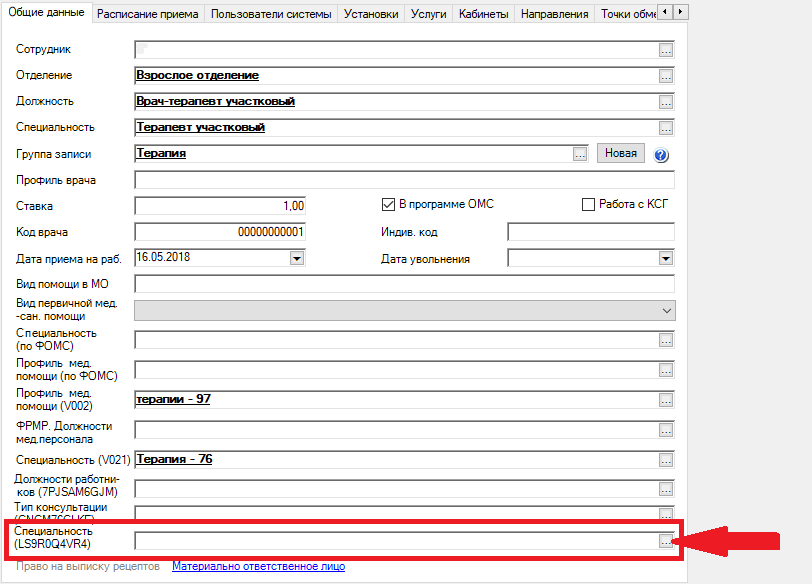 Общие данные Расписание приема Пользователи системы Установки Услуги Кабинеты Направления Точки обме
Сотрудник ...
Отделение Взрослое отделение ...
Должность Врач-терапевт участковый ...
Специальность Терапевт участковый ...
Группа записи Терапия ... Новая ?
Профиль врача
Ставка 1,00 В программе ОМС Работа с КСГ
Код врача 00000000001 Индив. код
Дата приема на раб. 16.05.2018 Дата увольнения
Вид помощи в МО
Вид первичной мед.
-сан. помощи
Специальность
(по ФОМС) ...
Профиль мед.
помощи (по ФОМС) ...
Профиль мед.
помощи (V002) терапии - 97 ...
ФРМР. Должности
мед.персонала ...
Специальность (V021) Терапия - 76 ...
Должности работни-
ков (7PJSAM6GJM) ...
Тип консультации
...
Специальность
(LS9R0Q4VR4) ...
Право на выписку рецептов Материально ответственное лицо